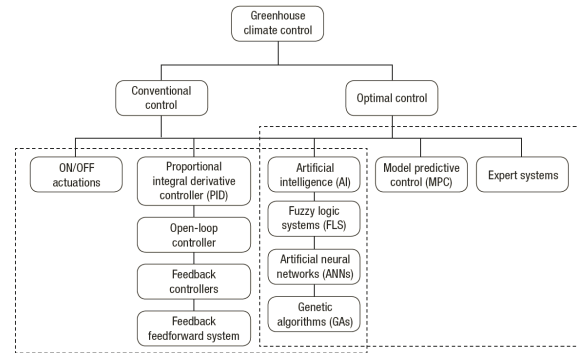 Greenhouse
climate control
Conventional
control
Optimal control
ON/OFF
actuations
Proportional
integral derivative
controller (PID)
Open-loop
controller
Feedback
controllers
Feedback
feedforward system
Artificial
intelligence (AI)
Fuzzy logic
systems (FLS)
Artificial neural
networks (ANNs)
Genetic
algorithms (GAs)
Model predictive
control (MPC)
Expert systems